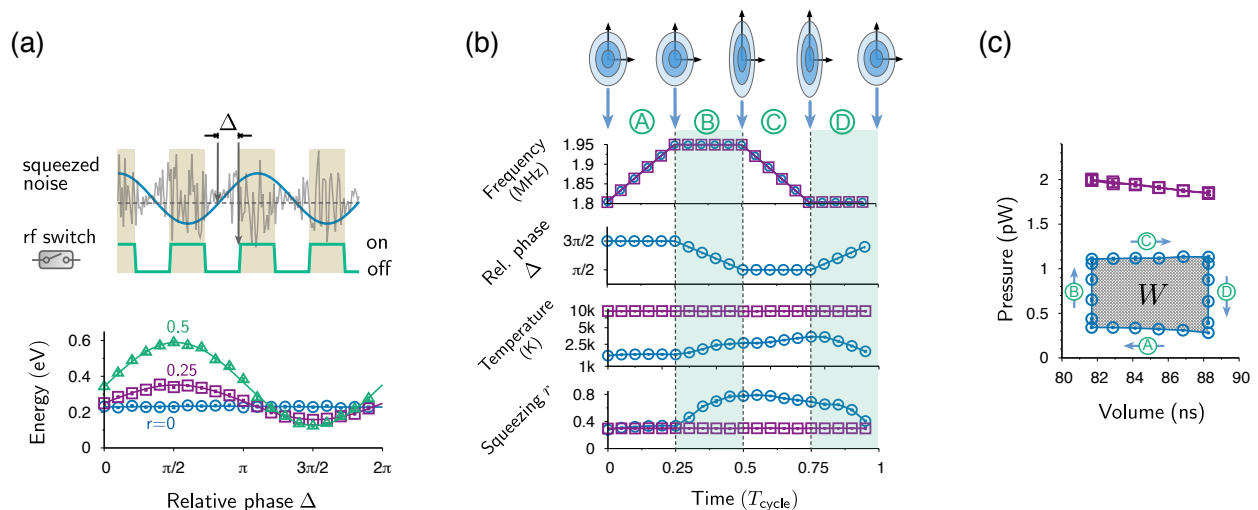 (a)
Δ
squeezed
noise
rf switch
on
off
0.6
0.4
0.2
0
Energy (eV)
0.5
0.25
r=0
0
π/2
π
3π/2
2π
Relative phase Δ
(b)
A
B
C
D
Frequency
(MHz)
1.95
1.9
1.85
1.8
Rel. phase
Δ
3π/2
π/2
Temperature
(K)
10k
5k
2.5k
1k
Squeezing r
0.8
0.4
0
0
0.25
0.5
0.75
1
Time (Tcycle)
(c)
Pressure (pW)
2
1.5
1
0.5
0
C
B
W
D
A
80
82
84
86
88
90
Volume (ns)